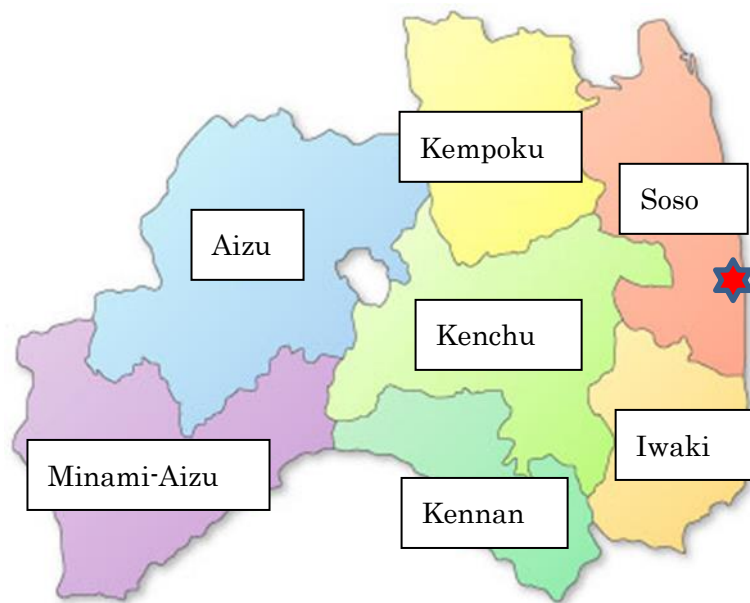 Kempoku
Soso
Aizu
Kenchu
Iwaki
Minami-Aizu
Kennan